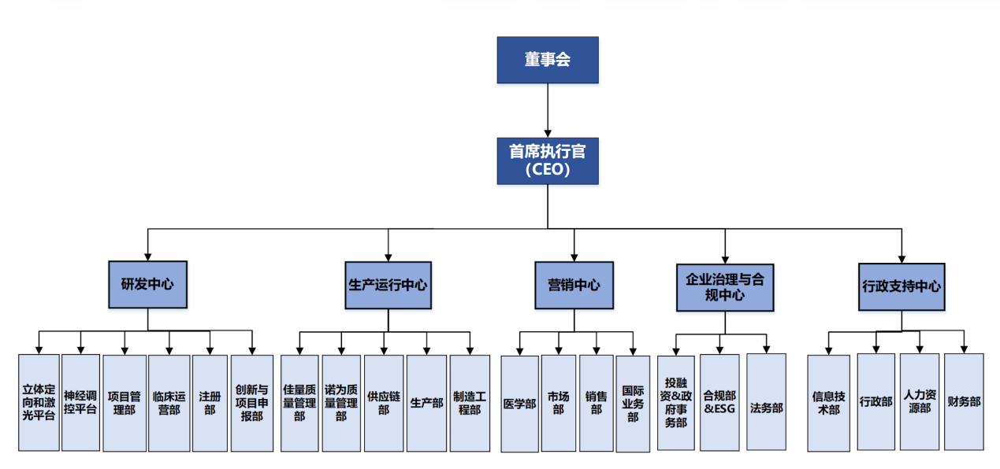 董事会
首席执行官
（CEO）
研发中心
生产运行中心
营销中心
企业治理与合
规中心
行政支持中心
立体定
向和激
光平台
神经调
控平台
项目管
理部
临床运
营部
注册
部
创新与
项目申
报部
佳量质
量管理
部
诺为质
量管理
部
供应链
部
生产部
制造工
程部
医学部
市场
部
销售
部
国际
业务
部
投融
资&政
府事
务部
合规部
&ESG
法务部
信息技
术部
行政部
人力资
源部
财务部